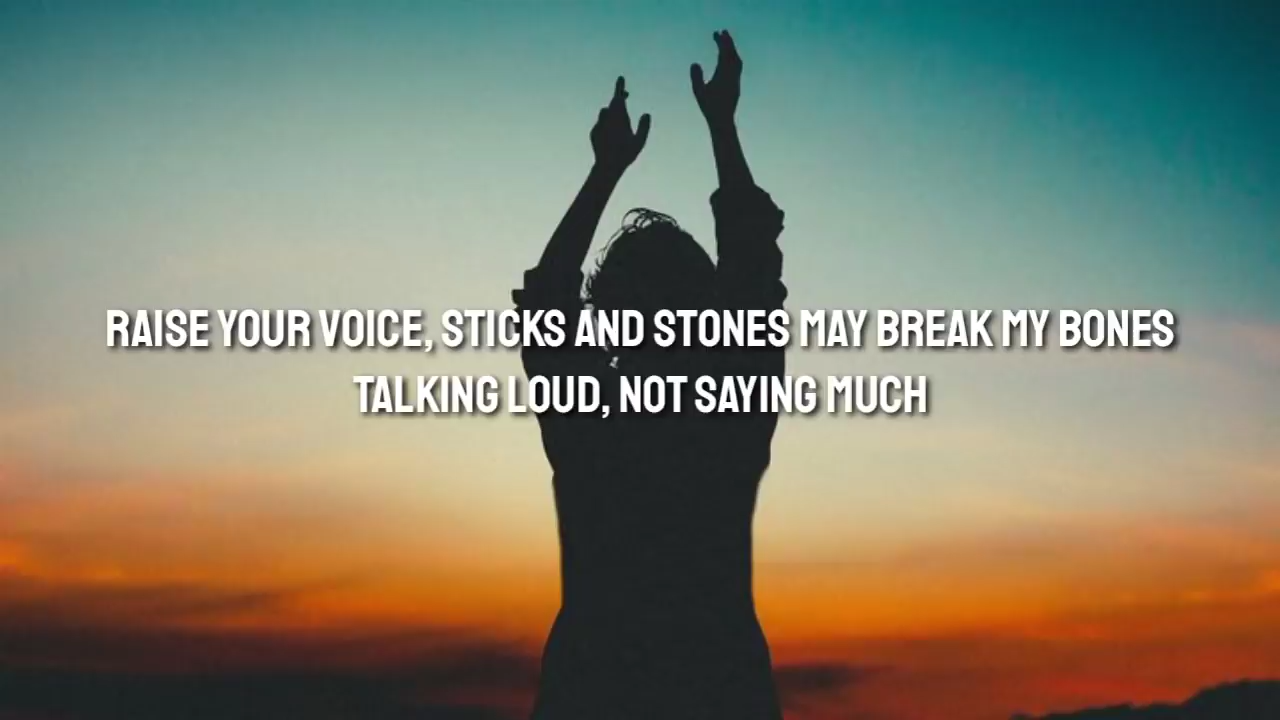 RAISE YOUR VOICE, STICKS AND STONES MAY BREAK MY BONES
TALKING LOUD, NOT SAYING MUCH